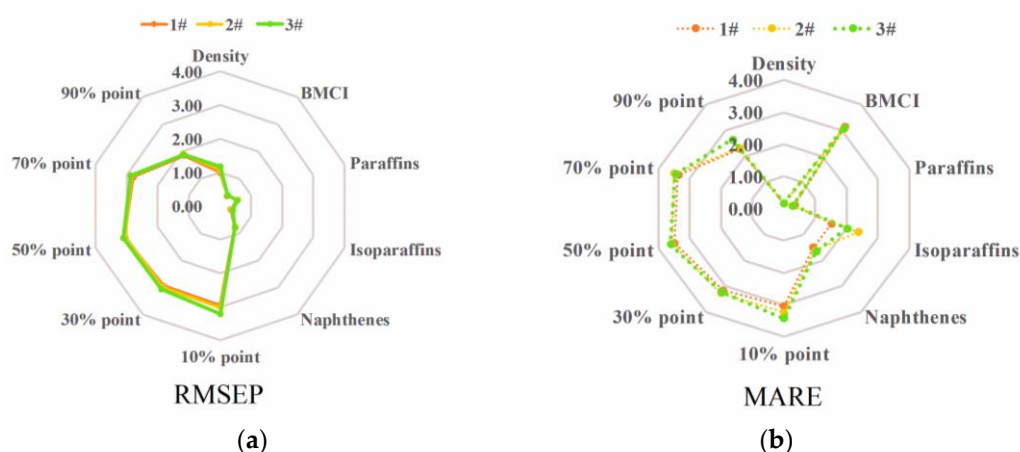 1# 2# 3#
Density
4.00
90% point
BMCI
3.00
2.00
70% point
Paraffins
1.00
0.00
50% point
Isoparaffins
30% point
Naphthenes
10% point
RMSEP
(a)
1# 2# 3#
Density
4.00
90% point
BMCI
3.00
2.00
70% point
Paraffins
1.00
0.00
50% point
Isoparaffins
30% point
Naphthenes
10% point
MARE
(b)